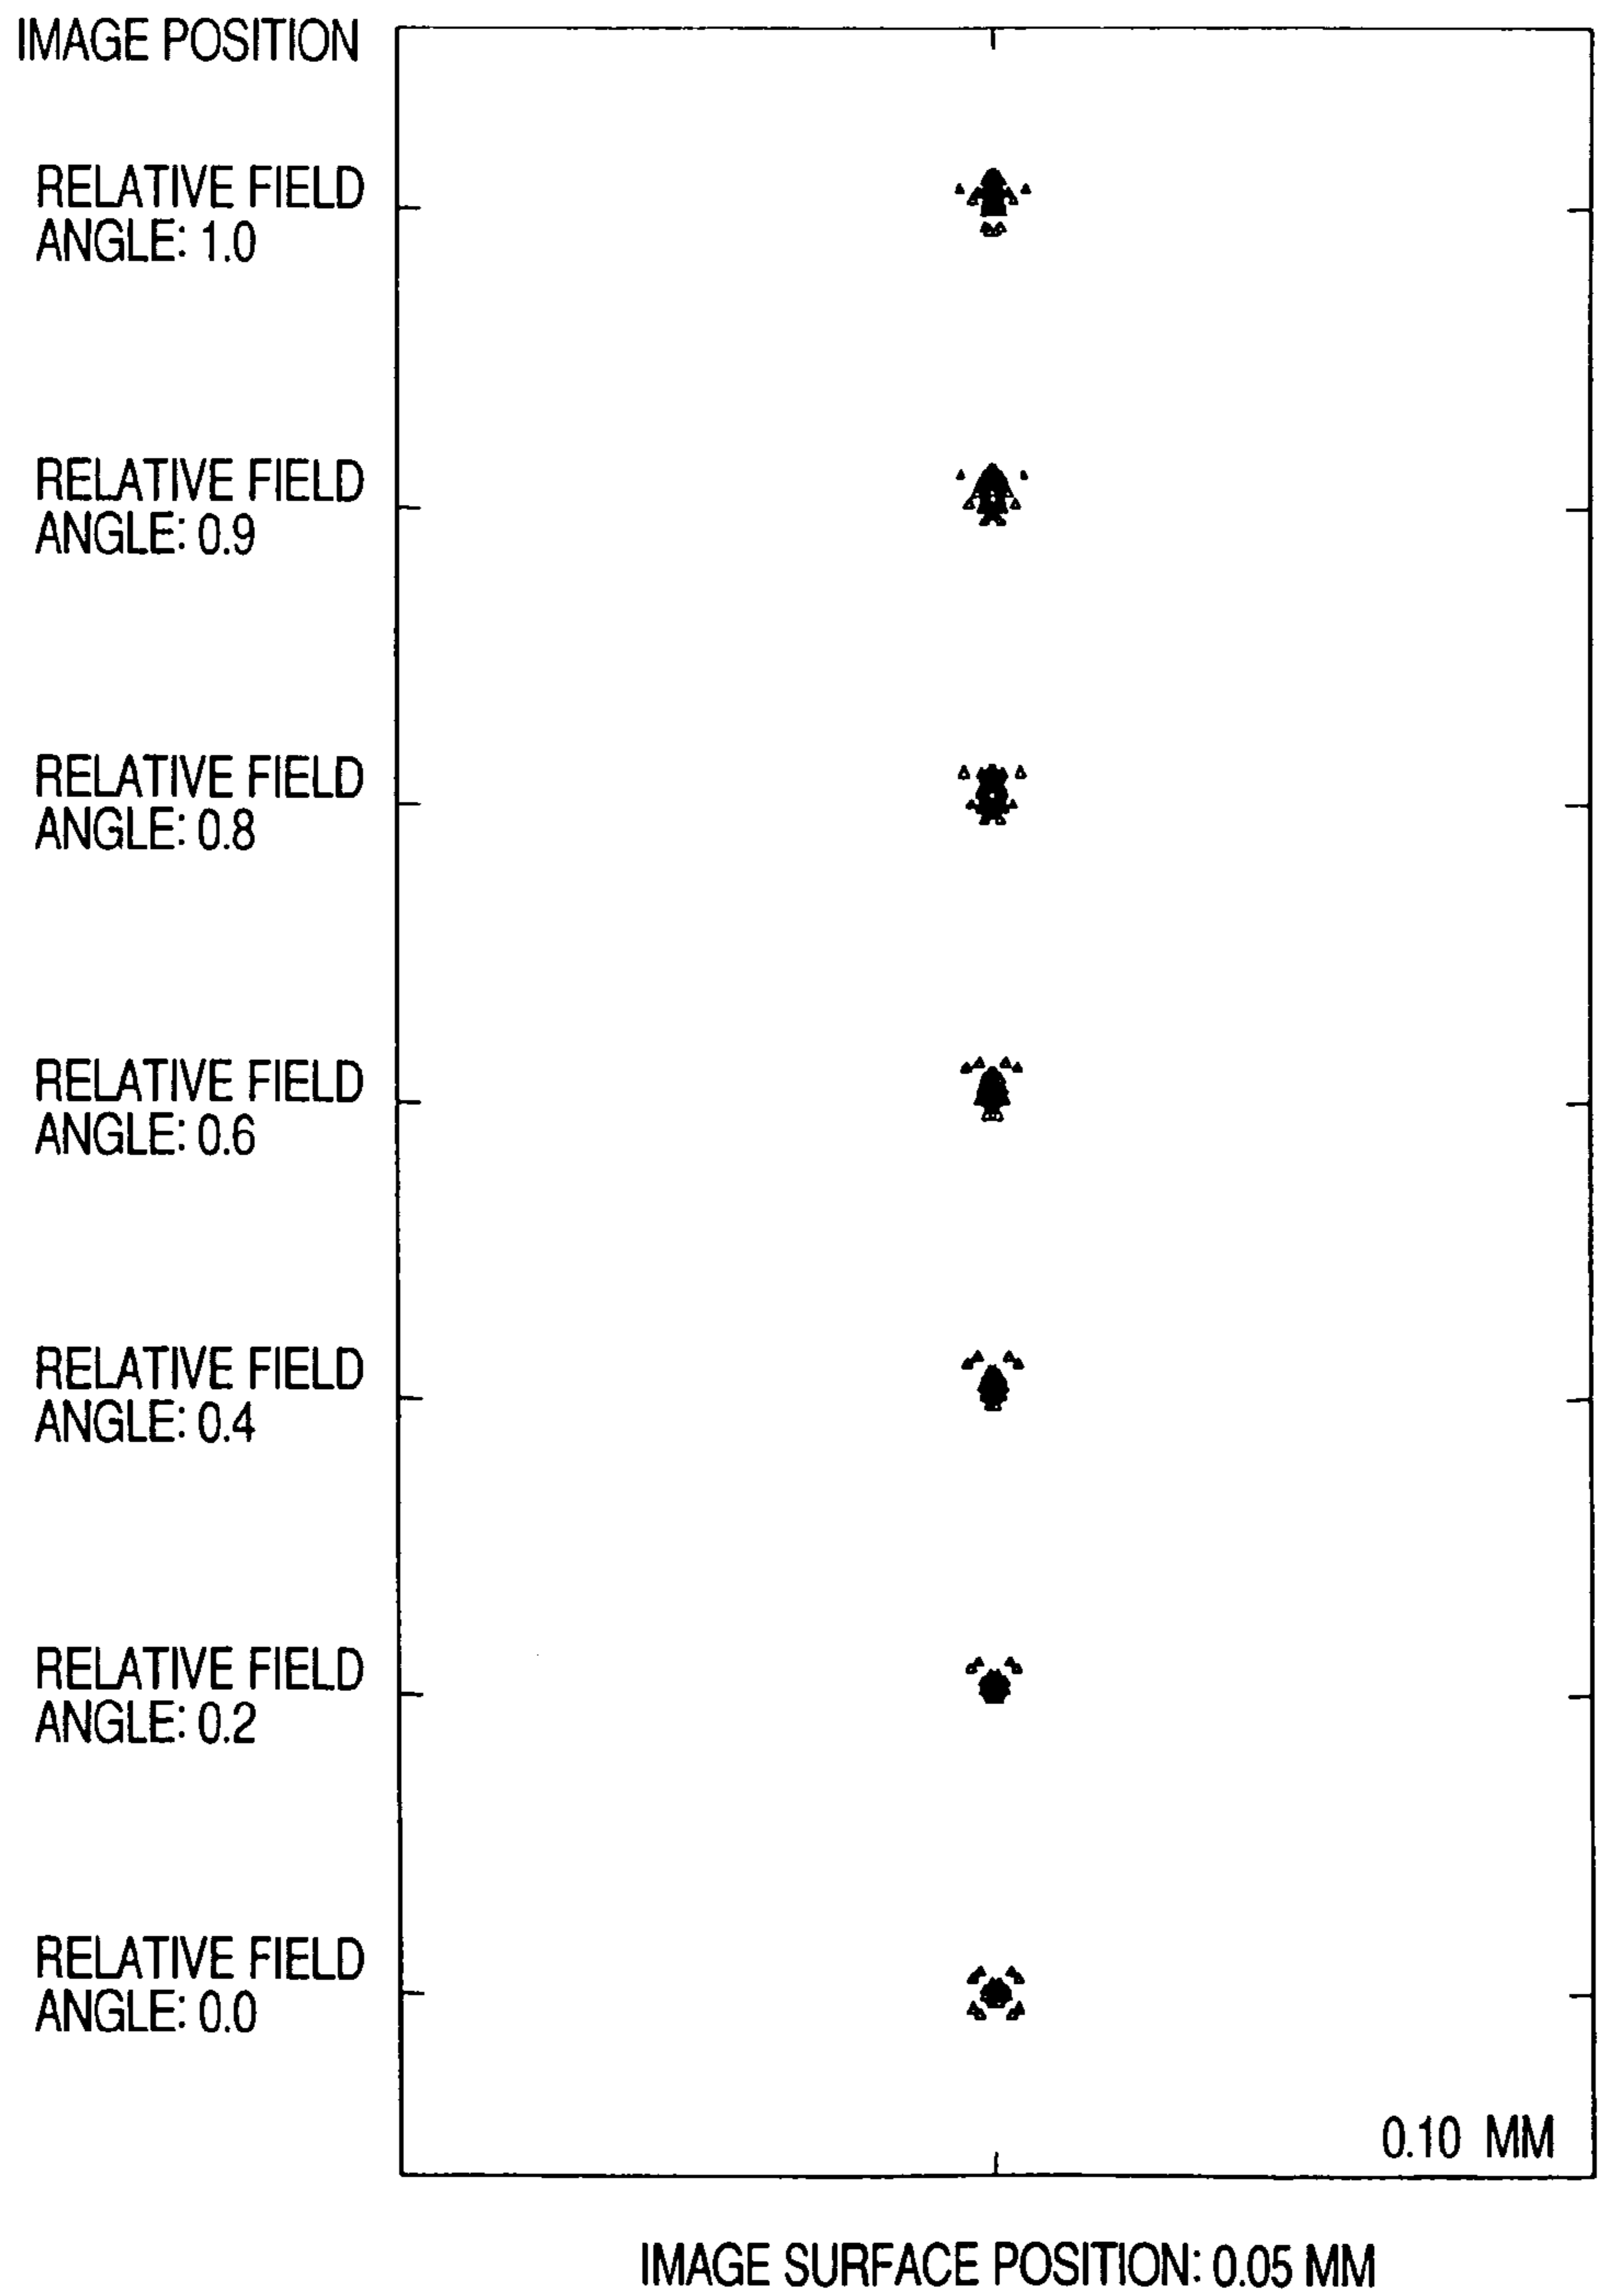 IMAGE POSITION
RELATIVE FIELD
ANGLE: 1.0
RELATIVE FIELD
ANGLE: 0.9
RELATIVE FIELD
ANGLE: 0.8
RELATIVE FIELD
ANGLE: 0.6
RELATIVE FIELD
ANGLE: 0.4
RELATIVE FIELD
ANGLE: 0.2
RELATIVE FIELD
ANGLE: 0.0
0.10 MM
IMAGE SURFACE POSITION: 0.05 MM